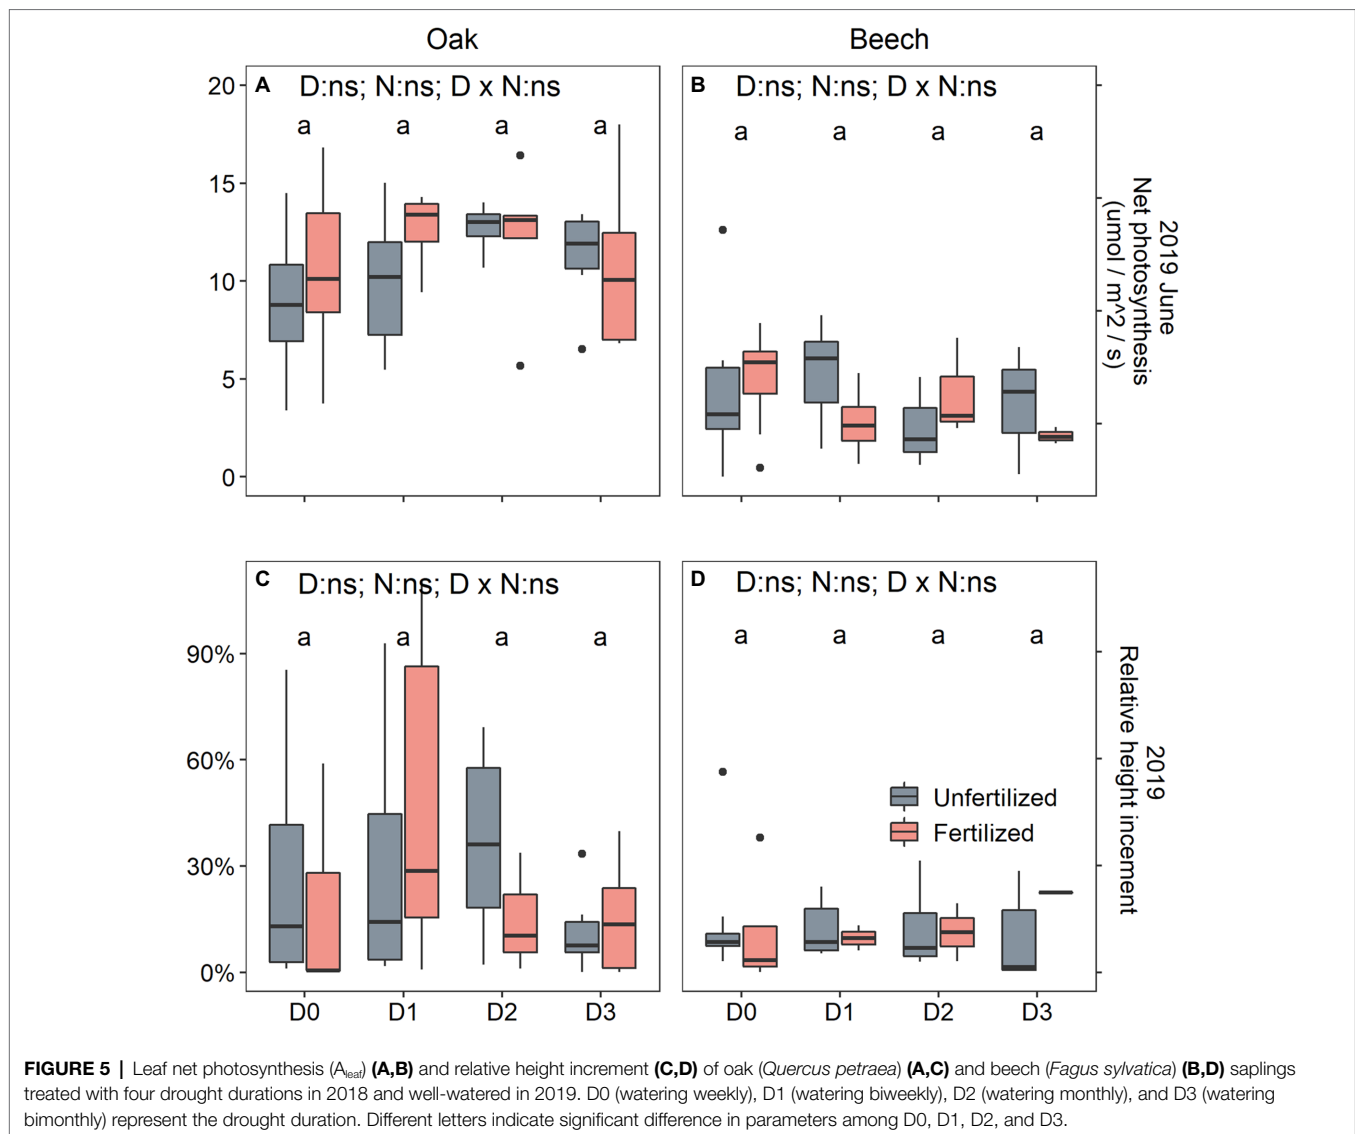 Oak
Beech
A
D:ns; N:ns; D x N:ns
a a a a
20
15
10
5
0
B
D:ns; N:ns; D x N:ns
a a a a
2019 June
Net photosynthesis
(umol / m^2 / s)
C
D:ns; N:ns; D x N:ns
a a a a
90%
60%
30%
0%
D0 D1 D2 D3
D
D:ns; N:ns; D x N:ns
a a a a
Unfertilized
Fertilized
D0 D1 D2 D3
2019
Relative height incement
FIGURE 5 | Leaf net photosynthesis (Aleaf) (A,B) and relative height increment (C,D) of oak (Quercus petraea) (A,C) and beech (Fagus sylvatica) (B,D) saplings
treated with four drought durations in 2018 and well-watered in 2019. D0 (watering weekly), D1 (watering biweekly), D2 (watering monthly), and D3 (watering
bimonthly) represent the drought duration. Different letters indicate significant difference in parameters among D0, D1, D2, and D3.